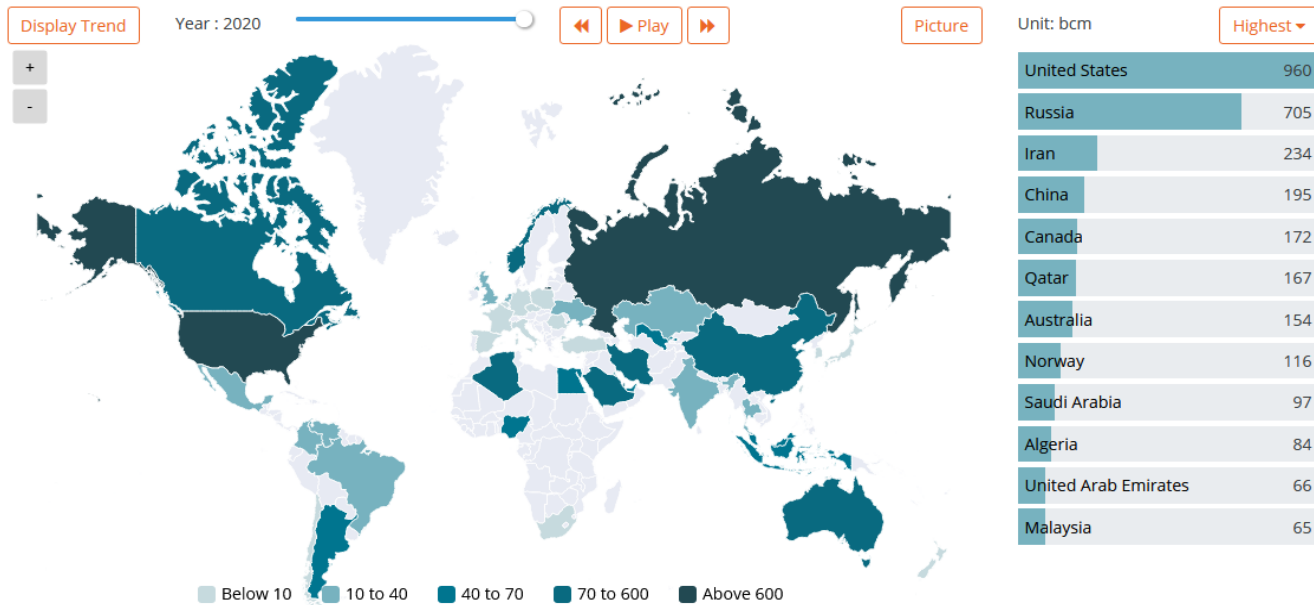 Display Trend
Year : 2020
Play
Picture
Unit: bcm
Highest
+
-
United States 960
Russia 705
Iran 234
China 195
Canada 172
Qatar 167
Australia 154
Norway 116
Saudi Arabia 97
Algeria 84
United Arab Emirates 66
Malaysia 65
Below 10
10 to 40
40 to 70
70 to 600
Above 600